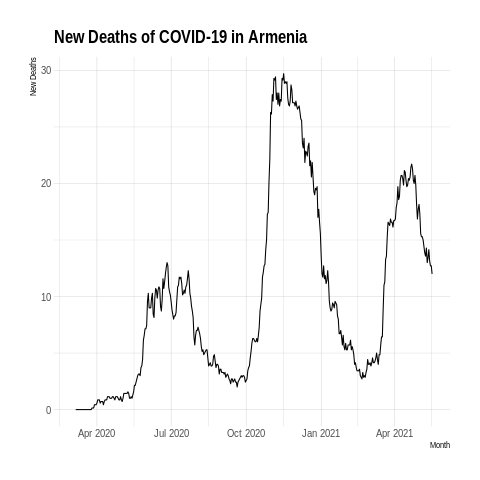 New Deaths of COVID-19 in Armenia
New Deaths
30
20
10
0
Apr 2020
Jul 2020
Oct 2020
Jan 2021
Apr 2021
Month